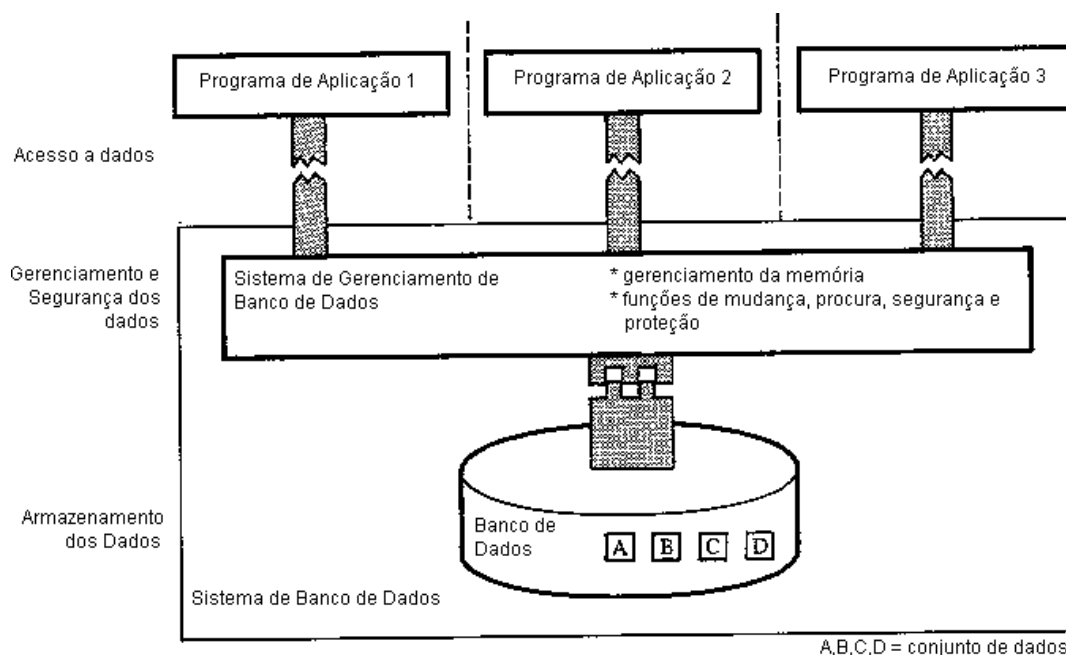 Programa de Aplicação 1
Programa de Aplicação 2
Programa de Aplicação 3
Acesso a dados
Gerenciamento e
Segurança dos
dados
Sistema de Gerenciamento de
Banco de Dados
* gerenciamento da memória
* funções de mudança, procura, segurança e
proteção
Armazenamento
dos Dados
Banco de
Dados
A B C D
Sistema de Banco de Dados
A,B,C,D = conjunto de dados